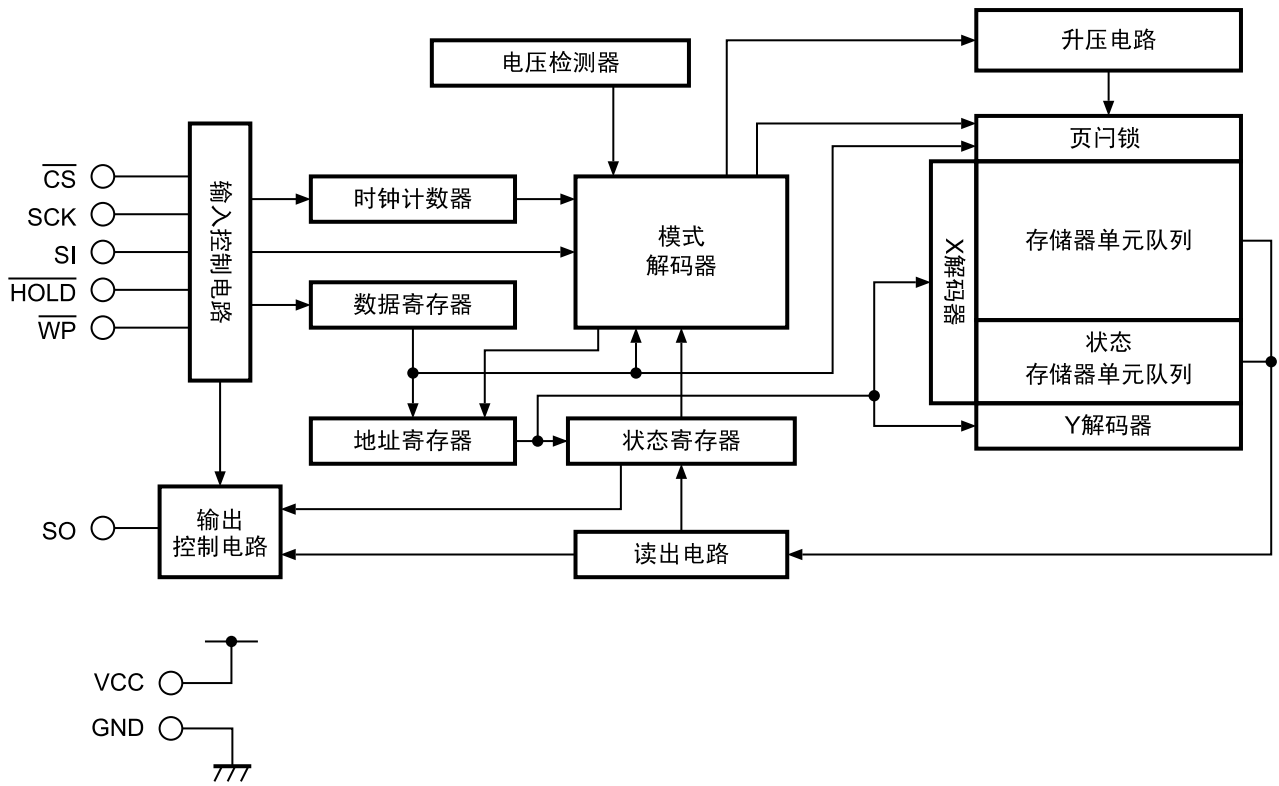 升压电路
电压检测器
页闩锁
CS
SCK
SI
HOLD
WP
输入控制电路
时钟计数器
模式
解码器
数据寄存器
X解码器
存储器单元队列
状态
存储器单元队列
Y解码器
地址寄存器
状态寄存器
SO
输出
控制电路
读出电路
VCC
GND